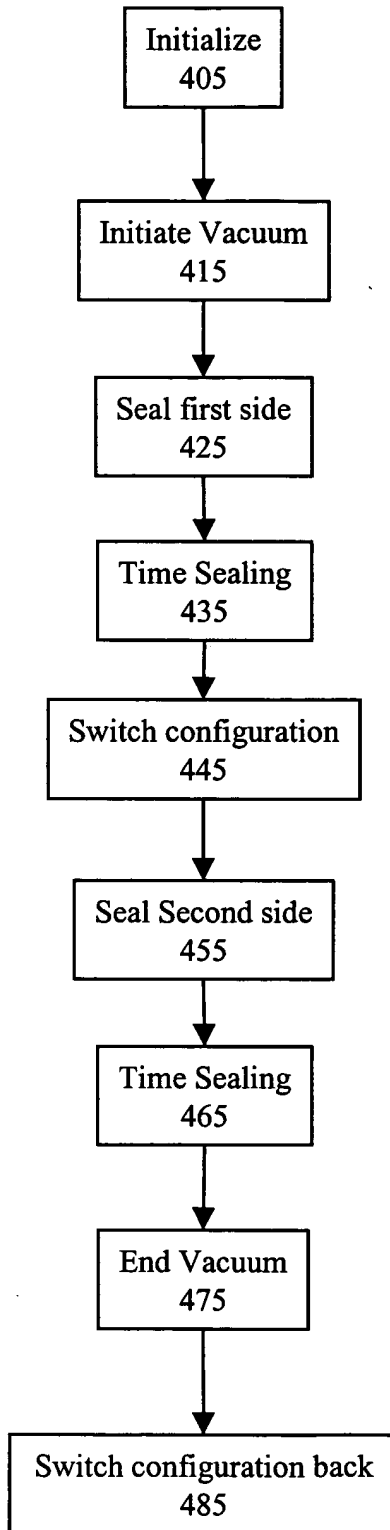 Initialize
405
Initiate Vacuum
415
Seal first side
425
Time Sealing
435
Switch configuration
445
Seal Second side
455
Time Sealing
465
End Vacuum
475
Switch configuration back
485